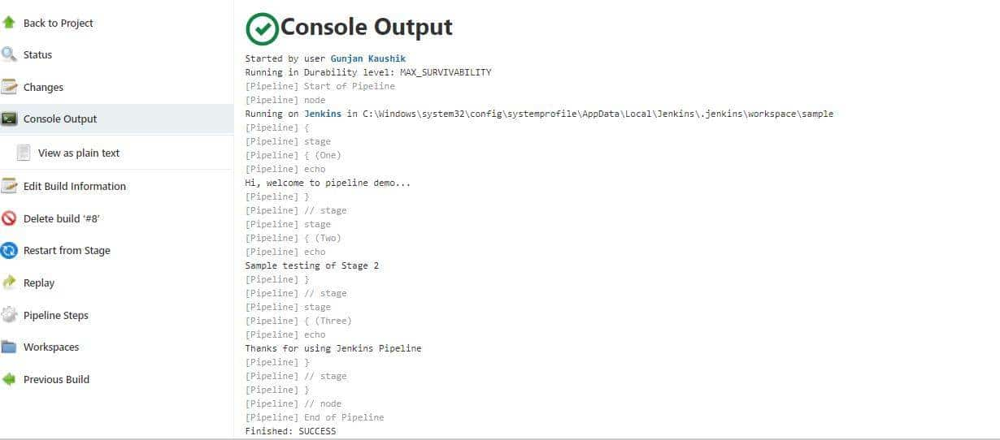 Back to Project
Status
Changes
Console Output
View as plain text
Edit Build Information
Delete build ‘#8’
Restart from Stage
Replay
Pipeline Steps
Workspaces
Previous Build
Console Output
Started by user Gunjan Kaushik
Running in Durability level: MAX_SURVIVABILITY
[Pipeline] Start of Pipeline
[Pipeline] node
Running on Jenkins in C:\Windows\system32\config\systemprofile\AppData\Local\Jenkins\.jenkins\workspace\sample
[Pipeline] {
[Pipeline] stage
[Pipeline] { (One)
[Pipeline] echo
Hi, welcome to pipeline demo...
[Pipeline] }
[Pipeline] // stage
[Pipeline] stage
[Pipeline] { (Two)
[Pipeline] echo
Sample testing of Stage 2
[Pipeline] }
[Pipeline] // stage
[Pipeline] stage
[Pipeline] { (Three)
[Pipeline] echo
Thanks for using Jenkins Pipeline
[Pipeline] }
[Pipeline] // stage
[Pipeline] }
[Pipeline] // node
[Pipeline] End of Pipeline
Finished: SUCCESS